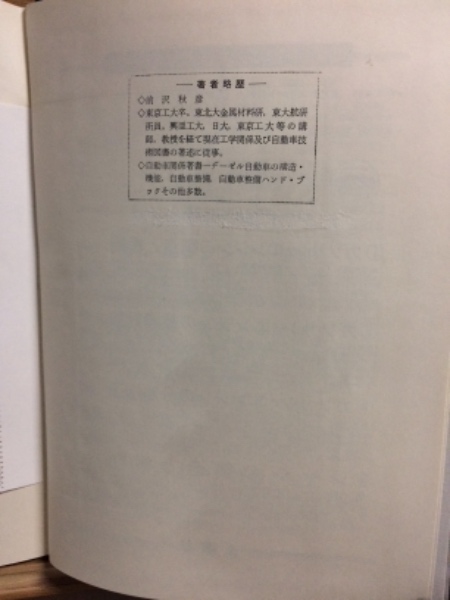 著者略歴
◇前沢秋彦
◇東京工大卒、東北大金属材料研、東大航研
所員、興亜工大、日大、東京工大等の講
師、教授を経て現在工学関係及び自動車技
術図書の著述に従事。
◇自動車関係著書ーヂーゼル自動車の構造・
機能、自動車整備、自動車整備ハンド・ブ
ックその他多数。